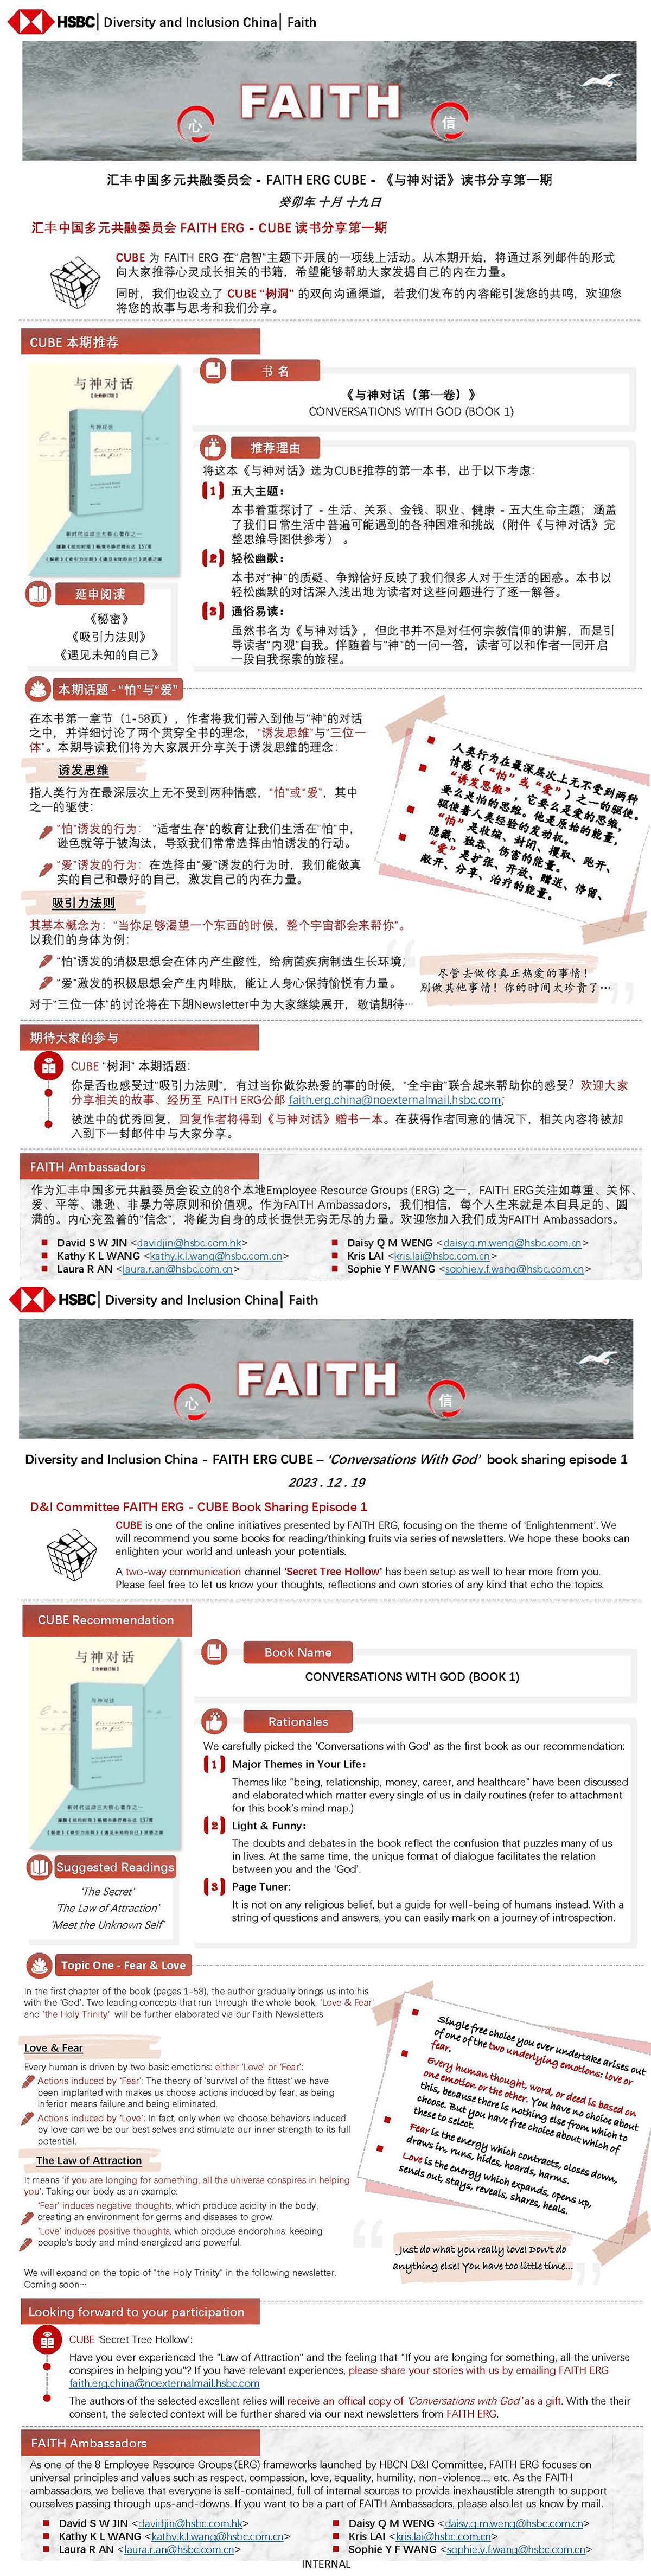 HSBC Diversity and Inclusion China Faith
FAITH
心
信
汇丰中国多元共融委员会 - FAITH ERG CUBE - 《与神对话》读书分享第一期
癸卯年 十月 十九日
汇丰中国多元共融委员会 FAITH ERG - CUBE 读书分享第一期
CUBE 为 FAITH ERG 在“启智”主题下开展的一项线上活动。从本期开始，将通过系列邮件的形式
向大家推荐心灵成长相关的书籍，希望能够帮助大家发掘自己的内在力量。
同时，我们也设立了 CUBE “树洞” 的双向沟通渠道，若我们发布的内容能引发您的共鸣，欢迎您
将您的故事与思考和我们分享。
CUBE 本期推荐
与神对话
书 名
《与神对话（第一卷）》
CONVERSATIONS WITH GOD (BOOK 1)
推荐理由
将这本《与神对话》选为CUBE推荐的第一本书，出于以下考虑：
1 五大主题：
本书着重探讨了 - 生活、关系、金钱、职业、健康 - 五大生命主题；涵盖
了我们日常生活中普遍可能遇到的各种困难和挑战（附件《与神对话》完
整思维导图供参考） 。
2 轻松幽默：
本书对“神”的质疑、争辩恰好反映了我们很多人对于生活的困惑。本书以
轻松幽默的对话深入浅出地为读者对这些问题进行了逐一解答。
3 通俗易读：
虽然书名为《与神对话》，但此书并不是对任何宗教信仰的讲解，而是引
导读者“内观”自我。伴随着与“神”的一问一答，读者可以和作者一同开启
一段自我探索的旅程。
延申阅读
《秘密》
《吸引力法则》
《遇见未知的自己》
本期话题 - “怕”与“爱”
在本书第一章节（1-58页），作者将我们带入到他与“神”的对话
之中，并详细讨论了两个贯穿全书的理念，“诱发思维”与“三位一
体”。本期导读我们将为大家展开分享关于诱发思维的理念：
诱发思维
指人类行为在最深层次上无不受到两种情感，“怕”或“爱”，其中
之一的驱使：
“怕”诱发的行为： “适者生存”的教育让我们生活在“怕”中，
逊色就等于被淘汰，导致我们常常选择由怕诱发的行动。
“爱”诱发的行为：在选择由“爱”诱发的行为时，我们能做真
实的自己和最好的自己，激发自己的内在力量。
吸引力法则
其基本概念为：“当你足够渴望一个东西的时候，整个宇宙都会来帮你”。
以我们的身体为例：
“怕”诱发的消极思想会在体内产生酸性，给病菌疾病制造生长环境；
“爱”激发的积极思想会产生内啡肽，能让人身心保持愉悦有力量。
对于“三位一体”的讨论将在下期Newsletter中为大家继续展开，敬请期待…
人类行为在最深层次上无不受到两种
情感（“怕”或“爱”）之一的驱使。
“诱发思维”，它要么是爱的思维，
要么是怕的思维。他是原始的能量，
驱使着人类经验的发动机。
“怕”是收缩、封闭、攫取、跑开、
隐藏、独吞、伤害的能量。
“爱”是扩张、开放、赠送、停留、
敞开、分享、治疗的能量。
尽管去做你真正热爱的事情！
别做其他事情！你的时间太珍贵了…
期待大家的参与
CUBE “树洞” 本期话题：
你是否也感受过“吸引力法则”，有过当你做你热爱的事的时候，“全宇宙”联合起来帮助你的感受？欢迎大家
分享相关的故事、经历至 FAITH ERG公邮 faith.erg.china@noexternalmail.hsbc.com;
被选中的优秀回复，回复作者将得到《与神对话》赠书一本。在获得作者同意的情况下，相关内容将被加
入到下一封邮件中与大家分享。
FAITH Ambassadors
作为汇丰中国多元共融委员会设立的8个本地Employee Resource Groups (ERG) 之一，FAITH ERG关注如尊重、关怀、
爱、平等、谦逊、非暴力等原则和价值观。作为FAITH Ambassadors，我们相信，每个人生来就是本自具足的、圆
满的。内心充盈着的“信念”，将能为自身的成长提供无穷无尽的力量。欢迎您加入我们成为FAITH Ambassadors。
David S W JIN <davidjin@hsbc.com.hk> Daisy Q M WENG <daisy.q.m.weng@hsbc.com.cn>
Kathy K L WANG <kathy.k.l.wang@hsbc.com.cn> Kris LAI <kris.lai@hsbc.com.cn>
Laura R AN <laura.r.an@hsbc.com.cn> Sophie Y F WANG <sophie.y.f.wang@hsbc.com.cn>
HSBC Diversity and Inclusion China Faith
FAITH
心
信
Diversity and Inclusion China - FAITH ERG CUBE – ‘Conversations With God’ book sharing episode 1
2023 . 12 . 19
D&I Committee FAITH ERG - CUBE Book Sharing Episode 1
CUBE is one of the online initiatives presented by FAITH ERG, focusing on the theme of ‘Enlightenment’. We
will recommend you some books for reading/thinking fruits via series of newsletters. We hope these books can
enlighten your world and unleash your potentials.
A two-way communication channel ‘Secret Tree Hollow’ has been setup as well to hear more from you.
Please feel free to let us know your thoughts, reflections and own stories of any kind that echo the topics.
CUBE Recommendation
与神对话
Book Name
CONVERSATIONS WITH GOD (BOOK 1)
Rationales
We carefully picked the ‘Conversations with God’ as the first book as our recommendation:
1 Major Themes in Your Life:
Themes like “being, relationship, money, career, and healthcare” have been discussed
and elaborated which matter every single of us in daily routines (refer to attachment
for this book’s mind map.)
2 Light & Funny:
The doubts and debates in the book reflect the confusion that puzzles many of us
in lives. At the same time, the unique format of dialogue facilitates the relation
between you and the ‘God’.
3 Page Tuner:
It is not on any religious belief, but a guide for well-being of humans instead. With a
string of questions and answers, you can easily mark on a journey of introspection.
Suggested Readings
‘The Secret’
‘The Law of Attraction’
‘Meet the Unknown Self’
Topic One - Fear & Love
In the first chapter of the book (pages 1-58), the author gradually brings us into his
with the ‘God’. Two leading concepts that run through the whole book, ‘Love & Fear’
and ‘the Holy Trinity’ will be further elaborated via our Faith Newsletters.
Love & Fear
Every human is driven by two basic emotions: either ‘Love’ or ‘Fear’:
Actions induced by ‘Fear’: The theory of ‘survival of the fittest’ we have
been implanted with makes us choose actions induced by fear, as being
inferior means failure and being eliminated.
Actions induced by ‘Love’: In fact, only when we choose behaviors induced
by love can we be our best selves and stimulate our inner strength to its full
potential.
The Law of Attraction
It means ‘if you are longing for something, all the universe conspires in helping
you’. Taking our body as an example:
‘Fear’ induces negative thoughts, which produce acidity in the body,
creating an environment for germs and diseases to grow.
‘Love’ induces positive thoughts, which produce endorphins, keeping
people’s body and mind energized and powerful.
We will expand on the topic of “the Holy Trinity” in the following newsletter.
Coming soon…
Single free choice you ever undertake arises out
of one of the two underlying emotions: love or
fear.
Every human thought, word, or deed is based on
one emotion or the other. You have no choice about
this, because there is nothing else from which to
choose. But you have free choice about which of
these to select.
Fear is the energy which contracts, closes down,
draws in, runs, hides, hoards, harms.
Love is the energy which expands, opens up,
sends out, stays, reveals, shares, heals.
Just do what you really love! Don't do
anything else! You have too little time...
Looking forward to your participation
CUBE ‘Secret Tree Hollow’:
Have you ever experienced the “Law of Attraction” and the feeling that “If you are longing for something, all the universe
conspires in helping you”? If you have relevant experiences, please share your stories with us by emailing FAITH ERG
faith.erg.china@noexternalmail.hsbc.com
The authors of the selected excellent relies will receive an offical copy of ‘Conversations with God’ as a gift. With the their
consent, the selected context will be further shared via our next newsletters from FAITH ERG.
FAITH Ambassadors
As one of the 8 Employee Resource Groups (ERG) frameworks launched by HBCN D&I Committee, FAITH ERG focuses on
universal principles and values such as respect, compassion, love, equality, humility, non-violence..., etc. As the FAITH
ambassadors, we believe that everyone is self-contained, full of internal sources to provide inexhaustible strength to support
ourselves passing through ups-and-downs. If you want to be a part of FAITH Ambassadors, please also let us know by mail.
David S W JIN <davidjin@hsbc.com.hk> Daisy Q M WENG <daisy.q.m.weng@hsbc.com.cn>
Kathy K L WANG <kathy.k.l.wang@hsbc.com.cn> Kris LAI <kris.lai@hsbc.com.cn>
Laura R AN <laura.r.an@hsbc.com.cn> Sophie Y F WANG <sophie.y.f.wang@hsbc.com.cn>
INTERNAL